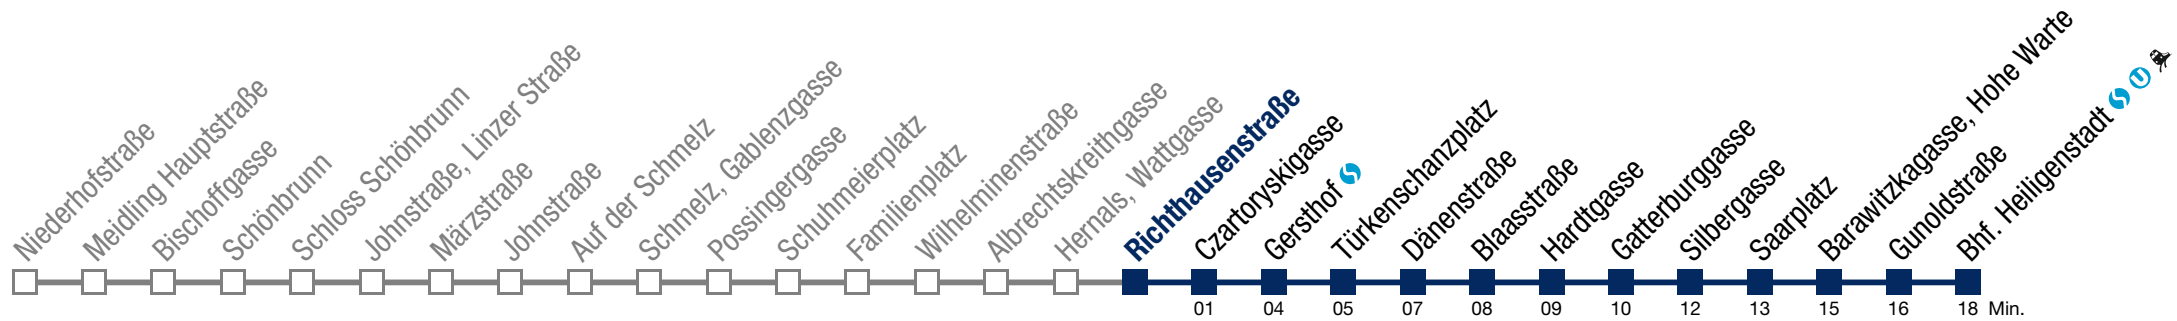 Niederhofstraße
Meidling Hauptstraße
Bischoffgasse
Schönbrunn
Schloss Schönbrunn
Johnstraße, Linzer Straße
Märzstraße
Johnstraße
Auf der Schmelz
Schmelz, Gablenzgasse
Possingergasse
Schuhmeierplatz
Familienplatz
Wilhelminenstraße
Albrechtskreithgasse
Hernals, Wattgasse
Richthausenstraße
Czartoryskigasse
Gersthof
Türkenschanzplatz
Dänenstraße
Blaasstraße
Hardtgasse
Gatterburggasse
Silbergasse
Saarplatz
Barawitzkagasse, Hohe Warte
Gunoldstraße
Bhf. Heiligenstadt
01 04 05 07 08 09 10 12 13 15 16 18 Min.